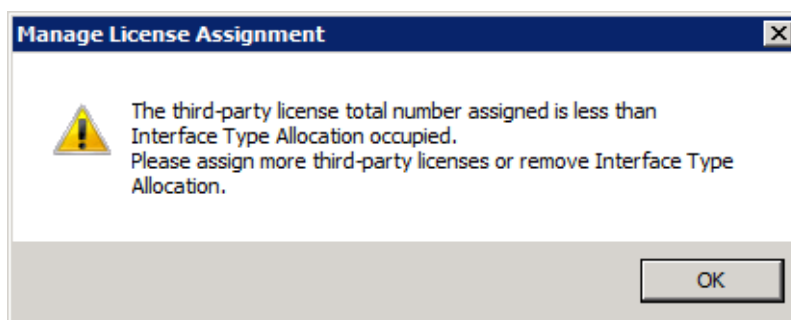 Manage License Assignment
The third-party license total number assigned is less than
Interface Type Allocation occupied.
Please assign more third-party licenses or remove Interface Type
Allocation.
OK